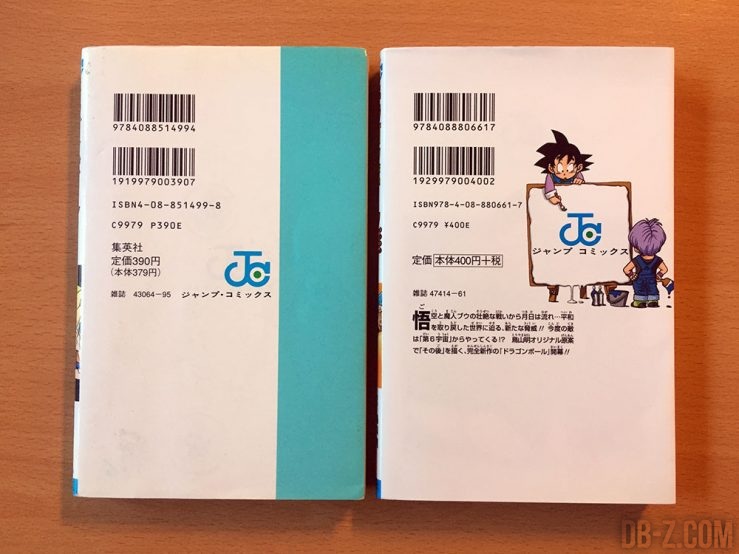 9784088514994
1919979003907
ISBN4-08-851499-8
C9979 P390E
集英社
定価390円
(本体379円)
ジャンプ・コミックス
雑誌 43064-95
9784088806617
1929979004002
ISBN978-4-08-880661-7
C9979 ¥400E
ジャンプ コミックス
定価 本体400円+税
雑誌 47414-61
悟空と魔人ブウの壮絶な戦いから月日は流れ…平和
を取り戻した世界に迫る、新たな脅威!! 今度の敵
は「第6宇宙」からやってくる!? 鳥山明オリジナル原案
で「その後」を描く、完全新作の「ドラゴンボール」開幕!!
DB-Z.COM